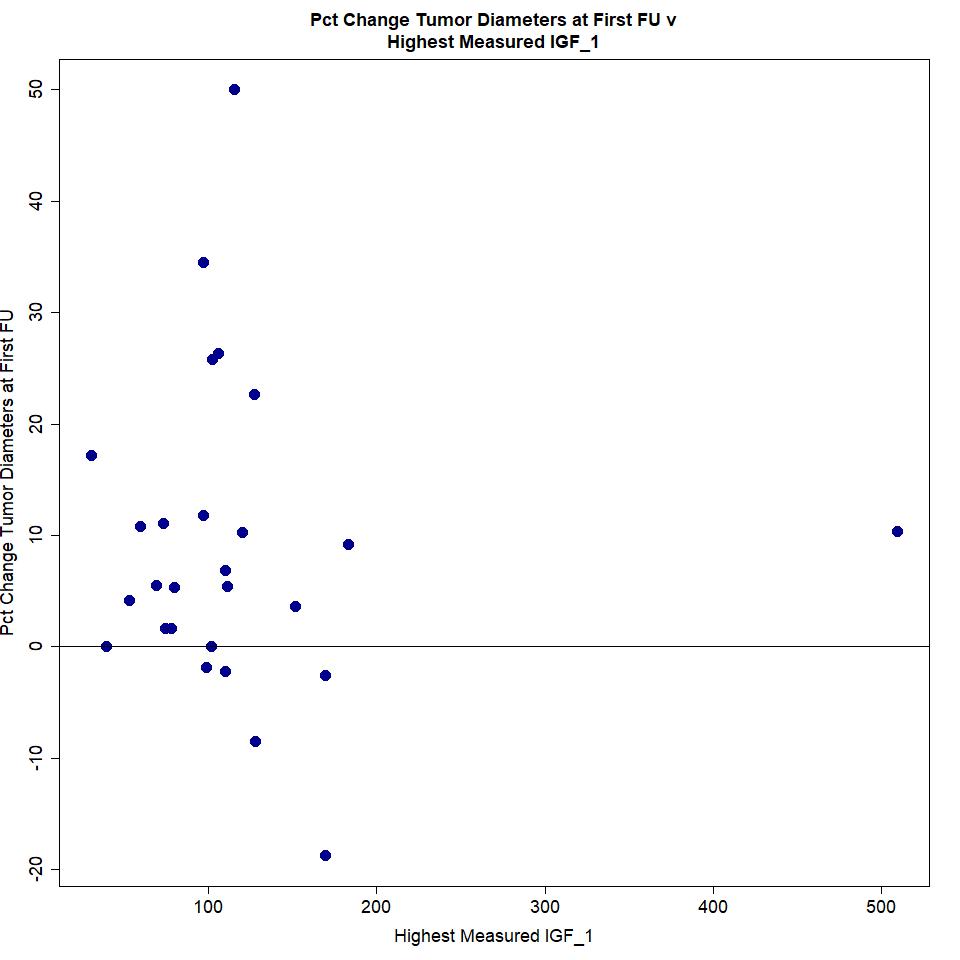 Pct Change Tumor Diameters at First FU v
Highest Measured IGF_1
Pct Change Tumor Diameters at First FU
50
40
30
20
10
0
-10
-20
100 200 300 400 500
Highest Measured IGF_1